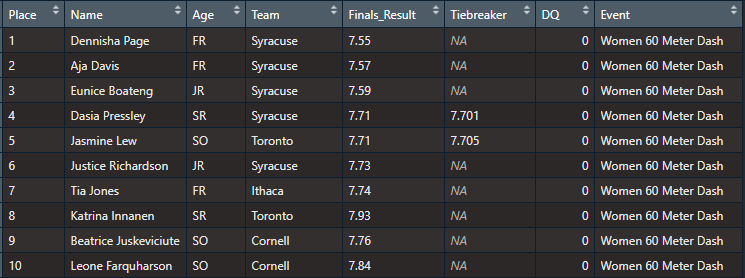 Place Name Age Team Finals_Result Tiebreaker DQ Event
1 Dennisha Page FR Syracuse 7.55 NA 0 Women 60 Meter Dash
2 Aja Davis FR Syracuse 7.57 NA 0 Women 60 Meter Dash
3 Eunice Boateng JR Syracuse 7.59 NA 0 Women 60 Meter Dash
4 Dasia Pressley SR Syracuse 7.71 7.701 0 Women 60 Meter Dash
5 Jasmine Lew SO Toronto 7.71 7.705 0 Women 60 Meter Dash
6 Justice Richardson JR Syracuse 7.73 NA 0 Women 60 Meter Dash
7 Tia Jones FR Ithaca 7.74 NA 0 Women 60 Meter Dash
8 Katrina Innanen SR Toronto 7.93 NA 0 Women 60 Meter Dash
9 Beatrice Juskeviciute SO Cornell 7.76 NA 0 Women 60 Meter Dash
10 Leone Farquharson SO Cornell 7.84 NA 0 Women 60 Meter Dash